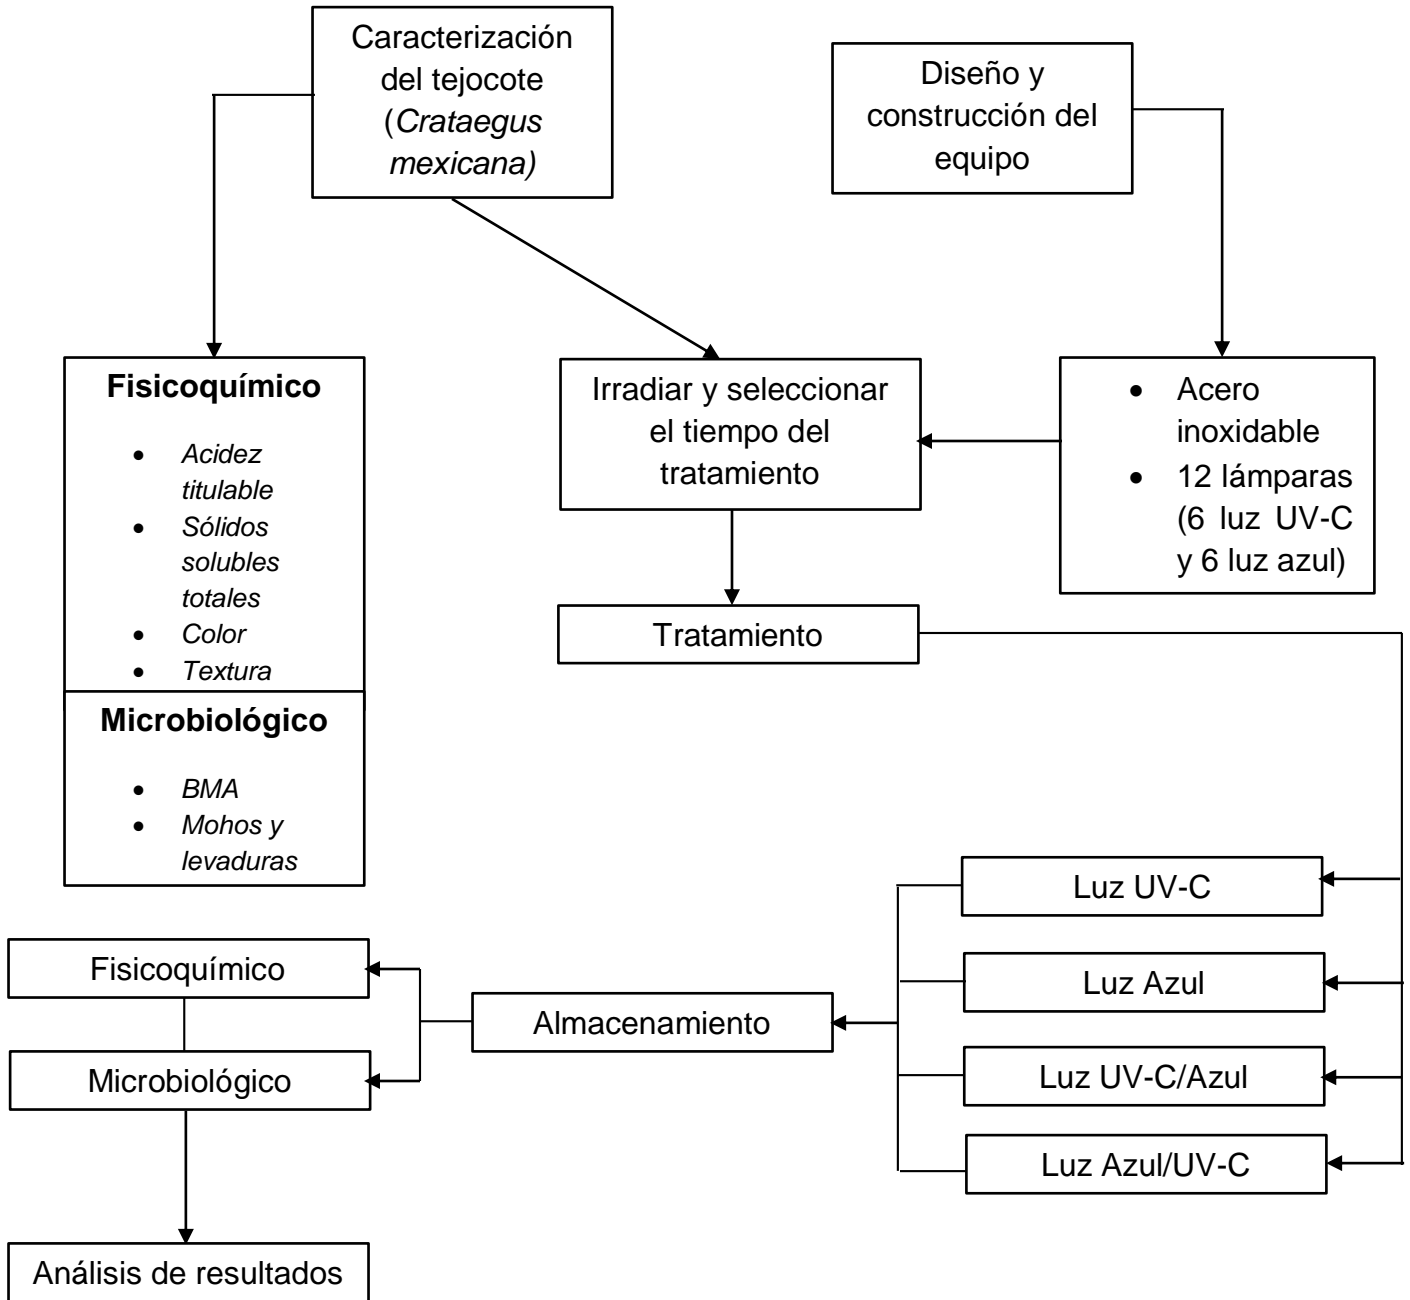 Caracterización
del tejocote
(Crataegus
mexicana)
Diseño y
construcción del
equipo
Fisicoquímico
• Acidez
titulable
• Sólidos
solubles
totales
• Color
• Textura
Microbiológico
• BMA
• Mohos y
levaduras
Irradiar y seleccionar
el tiempo del
tratamiento
• Acero
inoxidable
• 12 lámparas
(6 luz UV-C
y 6 luz azul)
Tratamiento
Luz UV-C
Luz Azul
Luz UV-C/Azul
Luz Azul/UV-C
Almacenamiento
Fisicoquímico
Microbiológico
Análisis de resultados